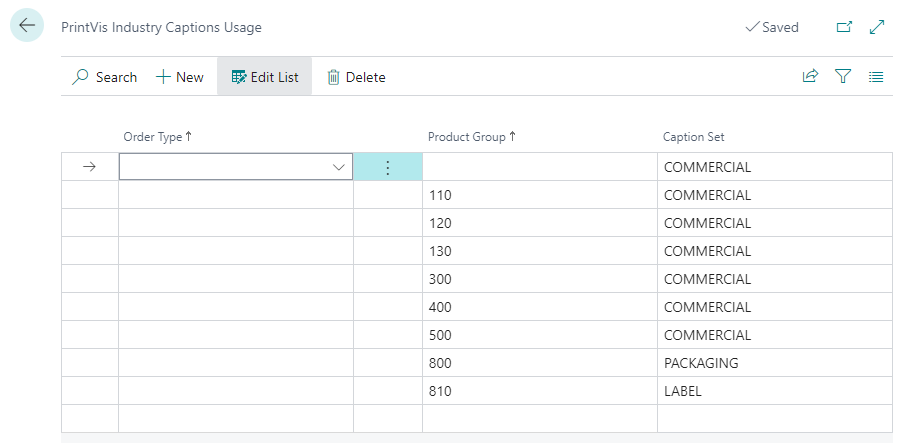 PrintVis Industry Captions Usage
Saved
Search
New
Edit List
Delete
Order Type↑ Product Group↑ Caption Set
COMMERCIAL
110 COMMERCIAL
120 COMMERCIAL
130 COMMERCIAL
300 COMMERCIAL
400 COMMERCIAL
500 COMMERCIAL
800 PACKAGING
810 LABEL